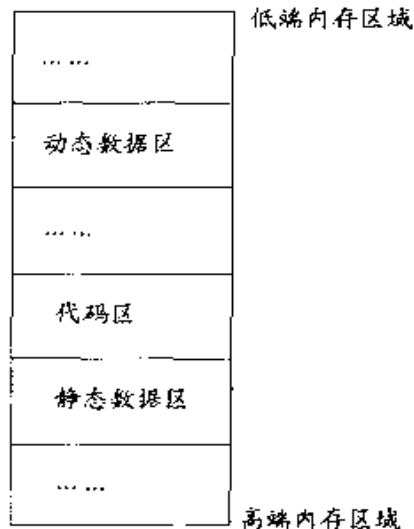 低端内存区域
… …
动态数据区
… …
代码区
静态数据区
… …
高端内存区域